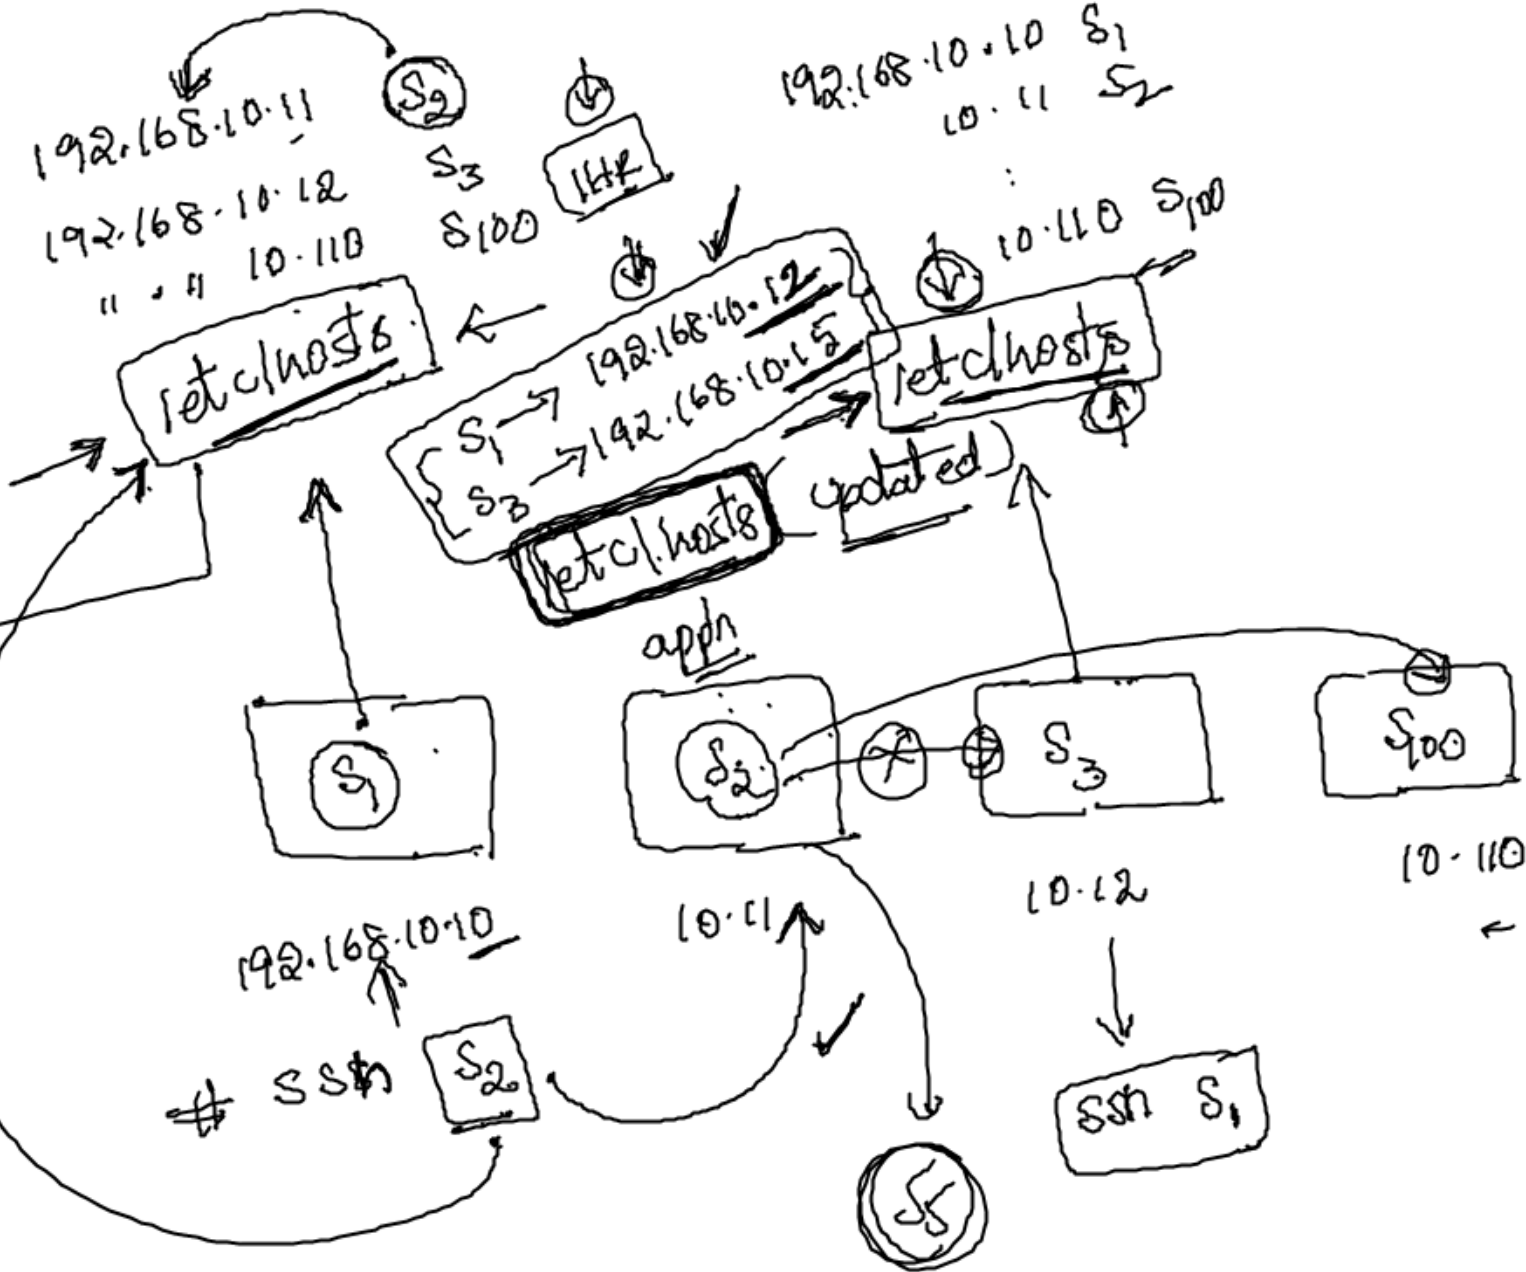 192.168.10.11 S2
192.168.10.12 S3
" . " 10.110 S100
1HR
192.168.10.10 S1
10.11 S2
:
10.110 S100
/etc/hosts
S1 → 192.168.10.12
S3 → 192.168.10.15
/etc/hosts
/etc/hosts
updated
appln
S1
S2
S3
S100
192.168.10.10
10.11
10.12
10.110
# ssh S2
ssh S1